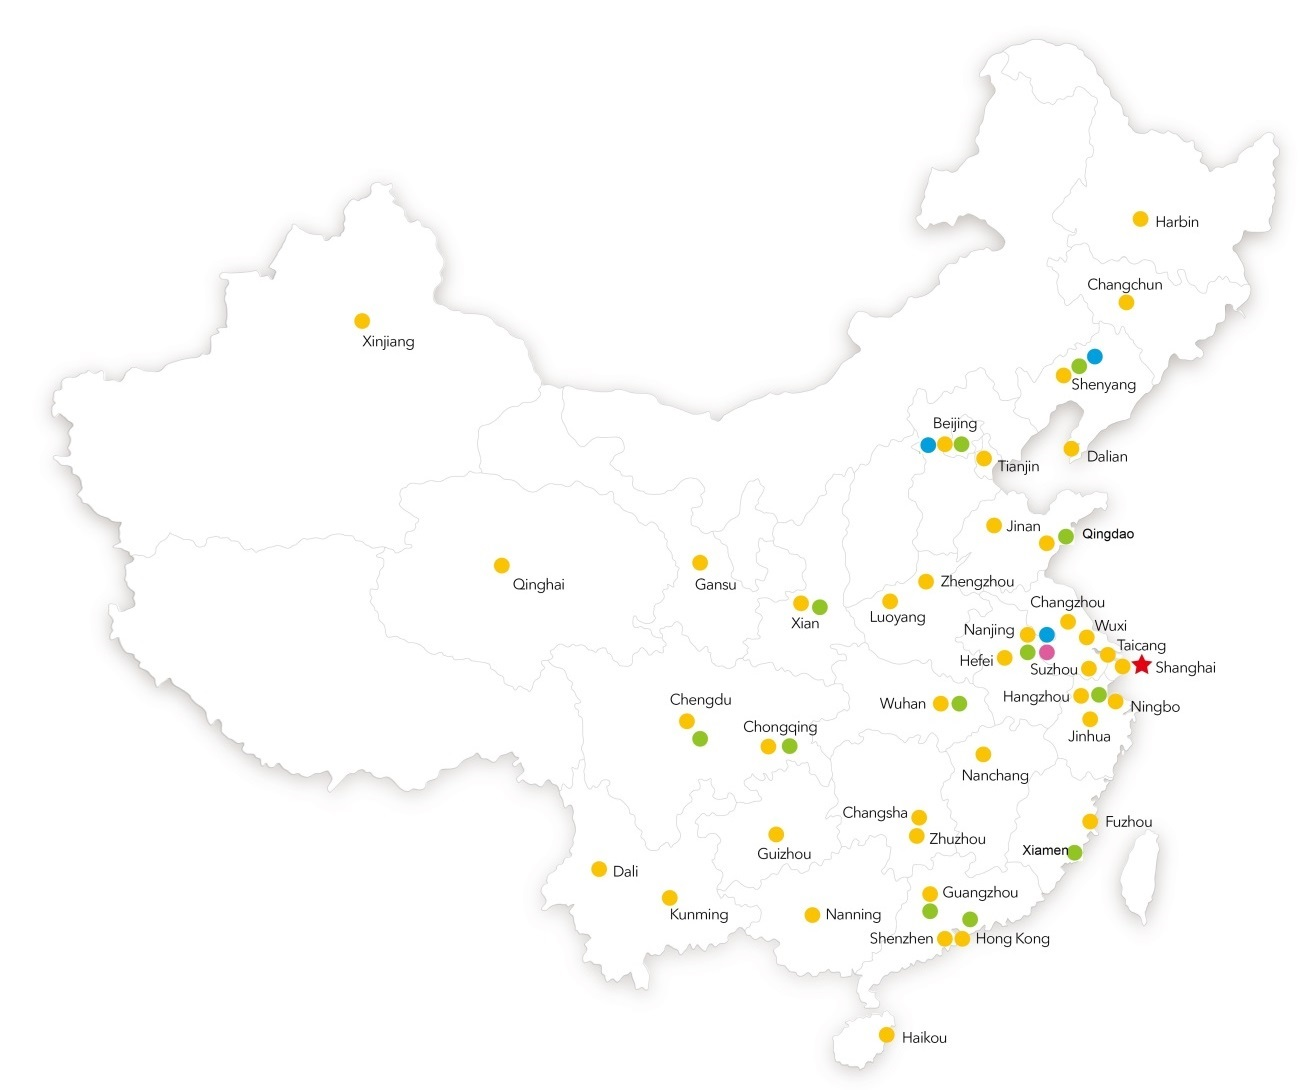 Harbin
Changchun
Xinjiang
Shenyang
Beijing
Dalian
Tianjin
Jinan
Qingdao
Qinghai
Gansu
Zhengzhou
Changzhou
Luoyang
Xian
Nanjing
Wuxi
Taicang
Hefei
Suzhou
Shanghai
Chengdu
Wuhan
Hangzhou
Ningbo
Chongqing
Jinhua
Nanchang
Changsha
Fuzhou
Zhuzhou
Guizhou
Xiamen
Dali
Guangzhou
Kunming
Nanning
Shenzhen
Hong Kong
Haikou